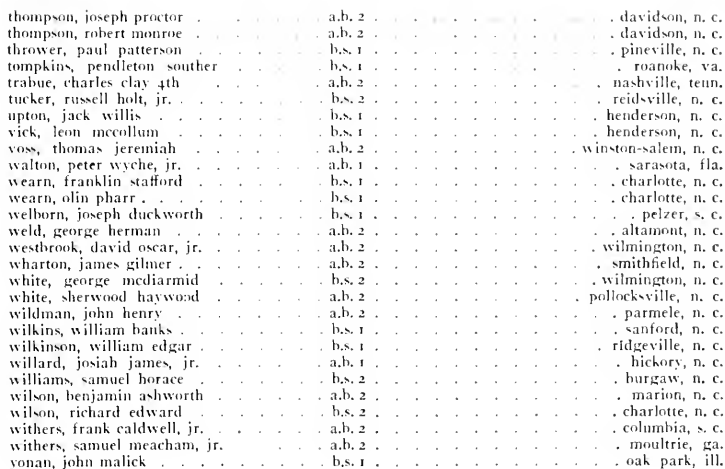 thompson, joseph proctor . . . . . . . a.b. 2 . . . . . . . . . . . . davidson, n. c.
thompson, robert monroe . . . . . . . a.b. 2 . . . . . . . . . . . . davidson, n. c.
thrower, paul patterson . . . . . . . b.s. 1 . . . . . . . . . . . . pineville, n. c.
tompkins, pendleton souther . . . . . . . b.s. 1 . . . . . . . . . . . . roanoke, va.
trabue, charles clay 4th . . . . . . . a.b. 2 . . . . . . . . . . . . nashville, tenn.
tucker, russell holt, jr. . . . . . . . a.b. 2 . . . . . . . . . . . . reidsville, n. c.
upton, jack willis . . . . . . . b.s. 1 . . . . . . . . . . . . henderson, n. c.
vick, leon mccollum . . . . . . . b.s. 1 . . . . . . . . . . . . henderson, n. c.
voss, thomas jeremiah . . . . . . . a.b. 2 . . . . . . . . . . . . winston-salem, n. c.
walton, peter wyche, jr. . . . . . . . a.b. 1 . . . . . . . . . . . . sarasota, fla.
wearn, franklin stafford . . . . . . . b.s. 1 . . . . . . . . . . . . charlotte, n. c.
wearn, olin pharr . . . . . . . b.s. 1 . . . . . . . . . . . . charlotte, n. c.
welborn, joseph duckworth . . . . . . . b.s. 1 . . . . . . . . . . . . pelzer, s. c.
weld, george herman . . . . . . . a.b. 2 . . . . . . . . . . . . altamont, n. c.
westbrook, david oscar, jr. . . . . . . . a.b. 2 . . . . . . . . . . . . wilmington, n. c.
wharton, james gilmer . . . . . . . a.b. 2 . . . . . . . . . . . . smithfield, n. c.
white, george mcdiarmid . . . . . . . b.s. 2 . . . . . . . . . . . . wilmington, n. c.
white, sherwood haywood . . . . . . . a.b. 2 . . . . . . . . . . . . pollocksville, n. c.
wildman, john henry . . . . . . . a.b. 2 . . . . . . . . . . . . parmele, n. c.
wilkins, william banks . . . . . . . b.s. 1 . . . . . . . . . . . . sanford, n. c.
wilkinson, william edgar . . . . . . . b.s. 1 . . . . . . . . . . . . ridgeville, n. c.
willard, josiah james, jr. . . . . . . . a.b. 1 . . . . . . . . . . . . hickory, n. c.
williams, samuel horace . . . . . . . b.s. 2 . . . . . . . . . . . . burgaw, n. c.
wilson, benjamin ashworth . . . . . . . a.b. 2 . . . . . . . . . . . . marion, n. c.
wilson, richard edward . . . . . . . b.s. 2 . . . . . . . . . . . . charlotte, n. c.
withers, frank caldwell, jr. . . . . . . . a.b. 2 . . . . . . . . . . . . columbia, s. c.
withers, samuel meacham, jr. . . . . . . . a.b. 2 . . . . . . . . . . . . moultrie, ga.
yonan, john malick . . . . . . . b.s. 1 . . . . . . . . . . . . oak park, ill.